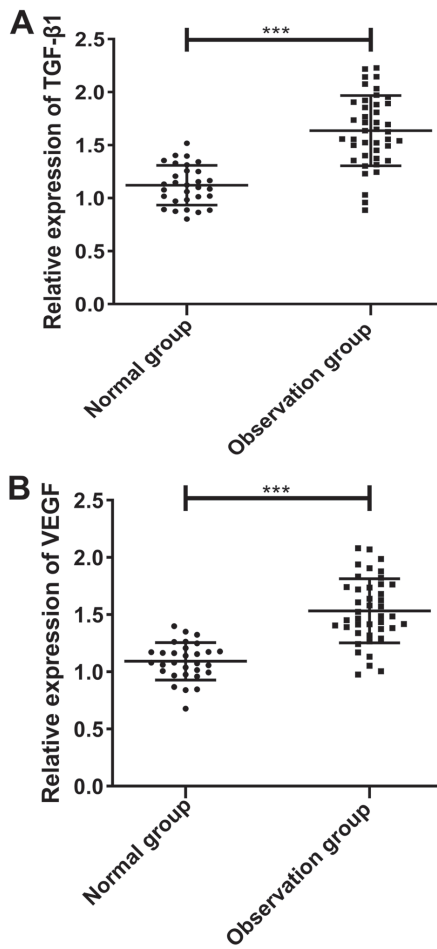 A
Relative expression of TGF-β1
2.5
2.0
1.5
1.0
0.5
0.0
***
Normal group
Observation group
B
Relative expression of VEGF
2.5
2.0
1.5
1.0
0.5
0.0
***
Normal group
Observation group